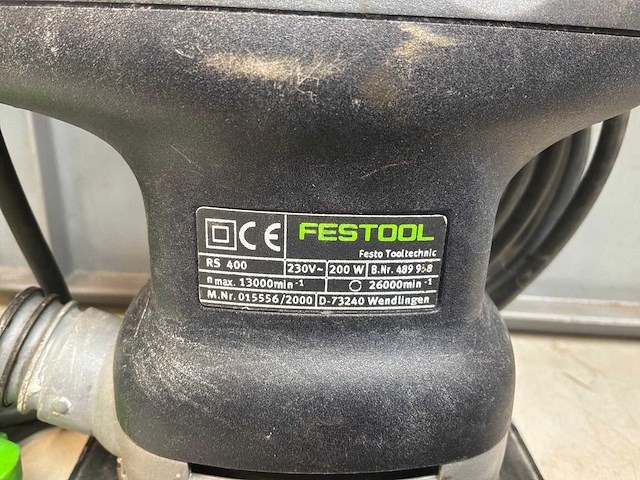 CE FESTOOL
Festo Tooltechnic
RS 400 230V~ 200 W B.Nr. 489
n max. 13000min⁻¹ 26000min⁻¹
M.Nr. 015556/2000 D-73240 Wendlingen